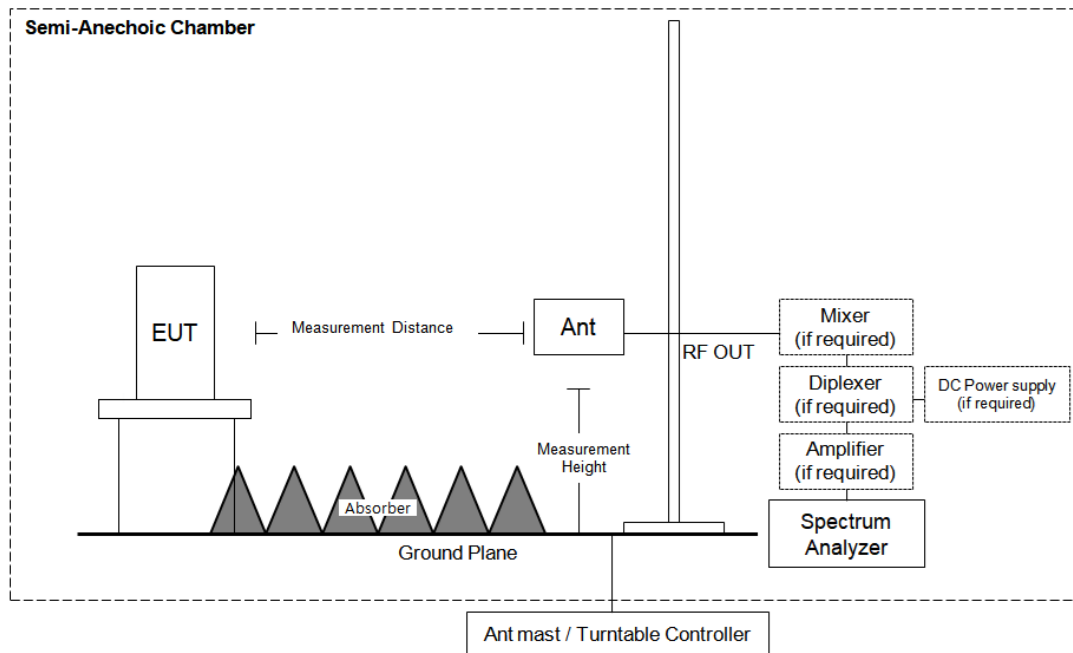 Semi-Anechoic Chamber
EUT
Measurement Distance
Ant
RF OUT
Mixer
(if required)
Diplexer
(if required)
DC Power supply
(if required)
Measurement
Height
Amplifier
(if required)
Absorber
Spectrum
Analyzer
Ground Plane
Ant mast / Turntable Controller